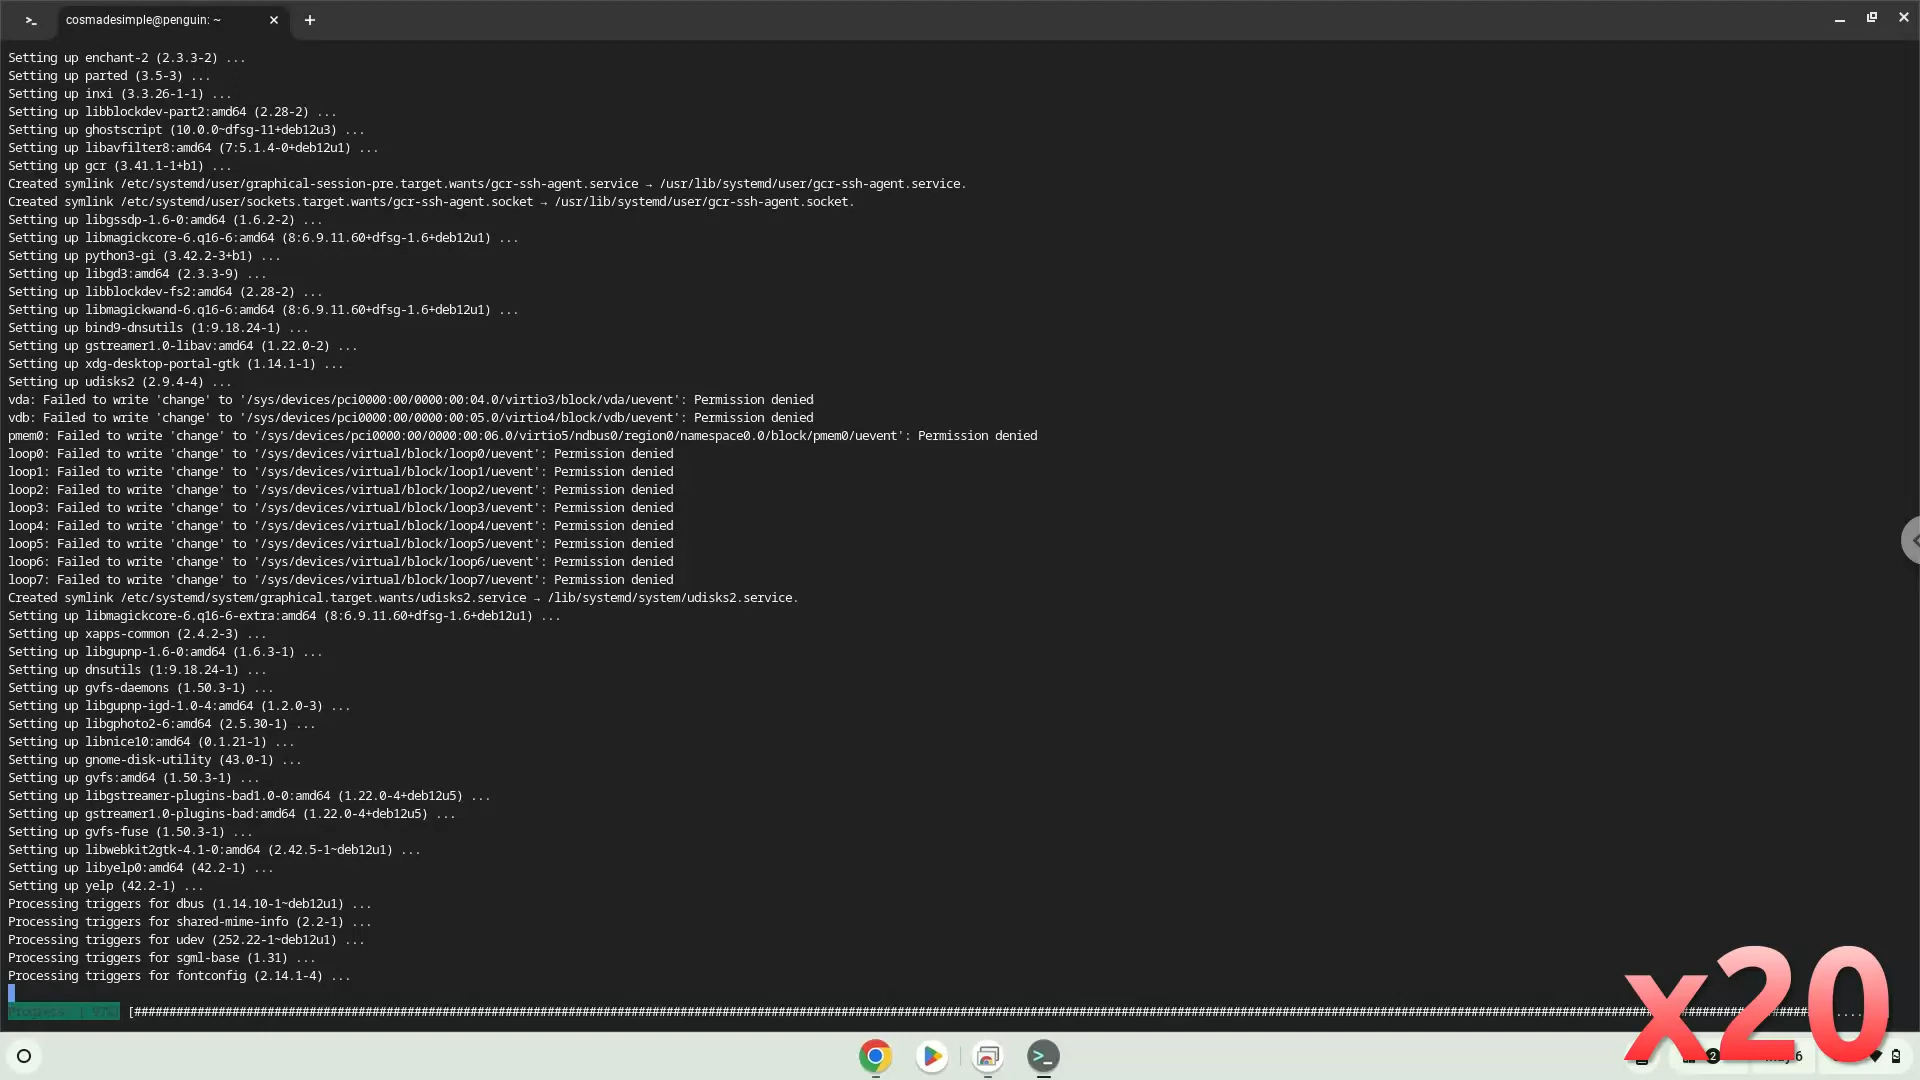 cosmadesimple@penguin: ~
Setting up enchant-2 (2.3.3-2) ...
Setting up parted (3.5-3) ...
Setting up inxi (3.3.26-1-1) ...
Setting up libblockdev-part2:amd64 (2.28-2) ...
Setting up ghostscript (10.0.0~dfsg-11+deb12u3) ...
Setting up libavfilter8:amd64 (7:5.1.4-0+deb12u1) ...
Setting up gcr (3.41.1-1+b1) ...
Created symlink /etc/systemd/user/graphical-session-pre.target.wants/gcr-ssh-agent.service → /usr/lib/systemd/user/gcr-ssh-agent.service.
Created symlink /etc/systemd/user/sockets.target.wants/gcr-ssh-agent.socket → /usr/lib/systemd/user/gcr-ssh-agent.socket.
Setting up libgssdp-1.6-0:amd64 (1.6.2-2) ...
Setting up libmagickcore-6.q16-6:amd64 (8:6.9.11.60+dfsg-1.6+deb12u1) ...
Setting up python3-gi (3.42.2-3+b1) ...
Setting up libgd3:amd64 (2.3.3-9) ...
Setting up libblockdev-fs2:amd64 (2.28-2) ...
Setting up libmagickwand-6.q16-6:amd64 (8:6.9.11.60+dfsg-1.6+deb12u1) ...
Setting up bind9-dnsutils (1:9.18.24-1) ...
Setting up gstreamer1.0-libav:amd64 (1.22.0-2) ...
Setting up xdg-desktop-portal-gtk (1.14.1-1) ...
Setting up udisks2 (2.9.4-4) ...
vda: Failed to write 'change' to '/sys/devices/pci0000:00/0000:00:04.0/virtio3/block/vda/uevent': Permission denied
vdb: Failed to write 'change' to '/sys/devices/pci0000:00/0000:00:05.0/virtio4/block/vdb/uevent': Permission denied
pmem0: Failed to write 'change' to '/sys/devices/pci0000:00/0000:00:06.0/virtio5/ndbus0/region0/namespace0.0/block/pmem0/uevent': Permission denied
loop0: Failed to write 'change' to '/sys/devices/virtual/block/loop0/uevent': Permission denied
loop1: Failed to write 'change' to '/sys/devices/virtual/block/loop1/uevent': Permission denied
loop2: Failed to write 'change' to '/sys/devices/virtual/block/loop2/uevent': Permission denied
loop3: Failed to write 'change' to '/sys/devices/virtual/block/loop3/uevent': Permission denied
loop4: Failed to write 'change' to '/sys/devices/virtual/block/loop4/uevent': Permission denied
loop5: Failed to write 'change' to '/sys/devices/virtual/block/loop5/uevent': Permission denied
loop6: Failed to write 'change' to '/sys/devices/virtual/block/loop6/uevent': Permission denied
loop7: Failed to write 'change' to '/sys/devices/virtual/block/loop7/uevent': Permission denied
Created symlink /etc/systemd/system/graphical.target.wants/udisks2.service → /lib/systemd/system/udisks2.service.
Setting up libmagickcore-6.q16-6-extra:amd64 (8:6.9.11.60+dfsg-1.6+deb12u1) ...
Setting up xapps-common (2.4.2-3) ...
Setting up libgupnp-1.6-0:amd64 (1.6.3-1) ...
Setting up dnsutils (1:9.18.24-1) ...
Setting up gvfs-daemons (1.50.3-1) ...
Setting up libgupnp-igd-1.0-4:amd64 (1.2.0-3) ...
Setting up libgphoto2-6:amd64 (2.5.30-1) ...
Setting up libnice10:amd64 (0.1.21-1) ...
Setting up gnome-disk-utility (43.0-1) ...
Setting up gvfs:amd64 (1.50.3-1) ...
Setting up libgstreamer-plugins-bad1.0-0:amd64 (1.22.0-4+deb12u5) ...
Setting up gstreamer1.0-plugins-bad:amd64 (1.22.0-4+deb12u5) ...
Setting up gvfs-fuse (1.50.3-1) ...
Setting up libwebkit2gtk-4.1-0:amd64 (2.42.5-1~deb12u1) ...
Setting up libyelp0:amd64 (42.2-1) ...
Setting up yelp (42.2-1) ...
Processing triggers for dbus (1.14.10-1~deb12u1) ...
Processing triggers for shared-mime-info (2.2-1) ...
Processing triggers for udev (252.22-1~deb12u1) ...
Processing triggers for sgml-base (1.31) ...
Processing triggers for fontconfig (2.14.1-4) ...
x20
2